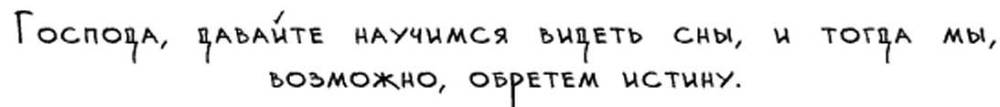 Господа, давайте научимся видеть сны, и тогда мы,
возможно, обретем истину.